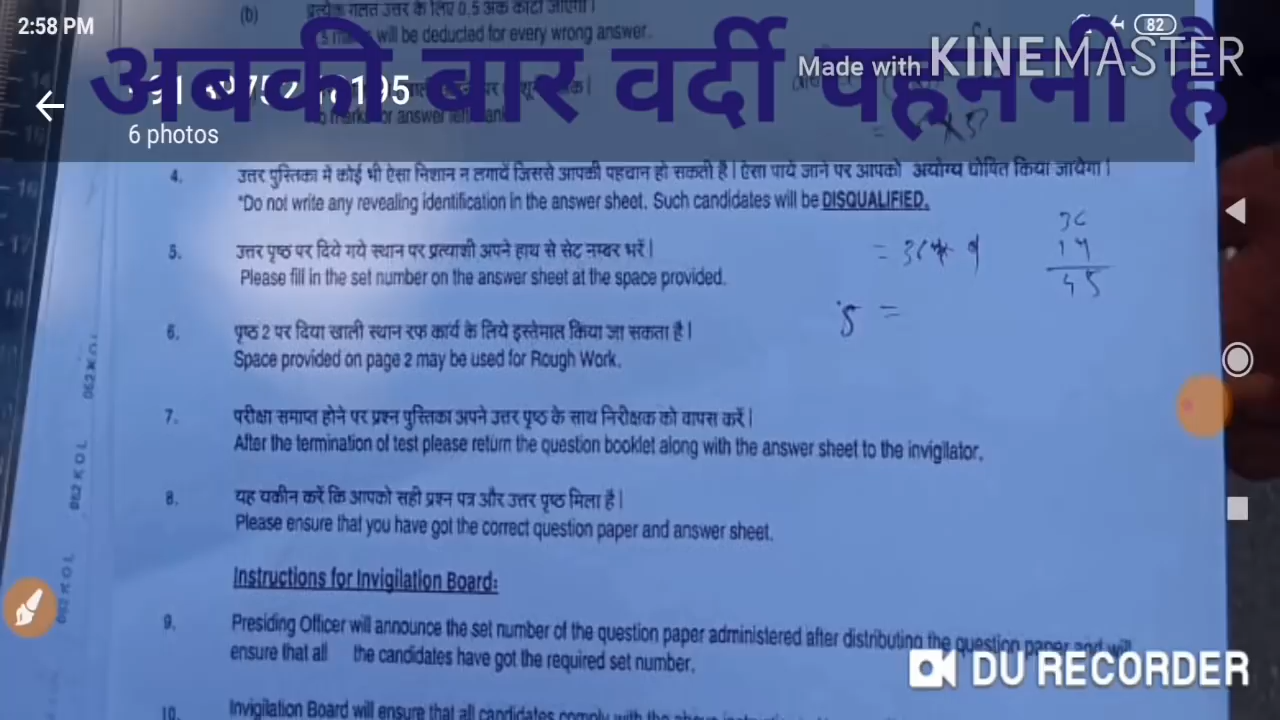 2:58 PM
82
Made with KINEMASTER
अबकी बार वर्दी पहननी है
6 photos
(b) प्रत्येक गलत उत्तर के लिए 0.5 अंक काटा जाएगा।
will be deducted for every wrong answer.
4. उत्तर पुस्तिका में कोई भी ऐसा निशान न लगायें जिससे आपकी पहचान हो सकती है। ऐसा पाये जाने पर आपको अयोग्य घोषित किया जायेगा।
"Do not write any revealing identification in the answer sheet. Such candidates will be DISQUALIFIED.
5. उत्तर पृष्ठ पर दिये गये स्थान पर प्रत्याशी अपने हाथ से सेट नम्बर भरें।
Please fill in the set number on the answer sheet at the space provided.
6. पृष्ठ 2 पर दिया खाली स्थान रफ कार्य के लिये इस्तेमाल किया जा सकता है।
Space provided on page 2 may be used for Rough Work.
7. परीक्षा समाप्त होने पर प्रश्न पुस्तिका अपने उत्तर पृष्ठ के साथ निरीक्षक को वापस करें।
After the termination of test please return the question booklet along with the answer sheet to the invigilator.
8. यह यकीन करें कि आपको सही प्रश्न पत्र और उत्तर पृष्ठ मिला है।
Please ensure that you have got the correct question paper and answer sheet.
Instructions for Invigilation Board:
9. Presiding Officer will announce the set number of the question paper administered after distributing the question paper and will
ensure that all the candidates have got the required set number.
10. Invigilation Board will ensure that all candidates comply with the above
DU RECORDER